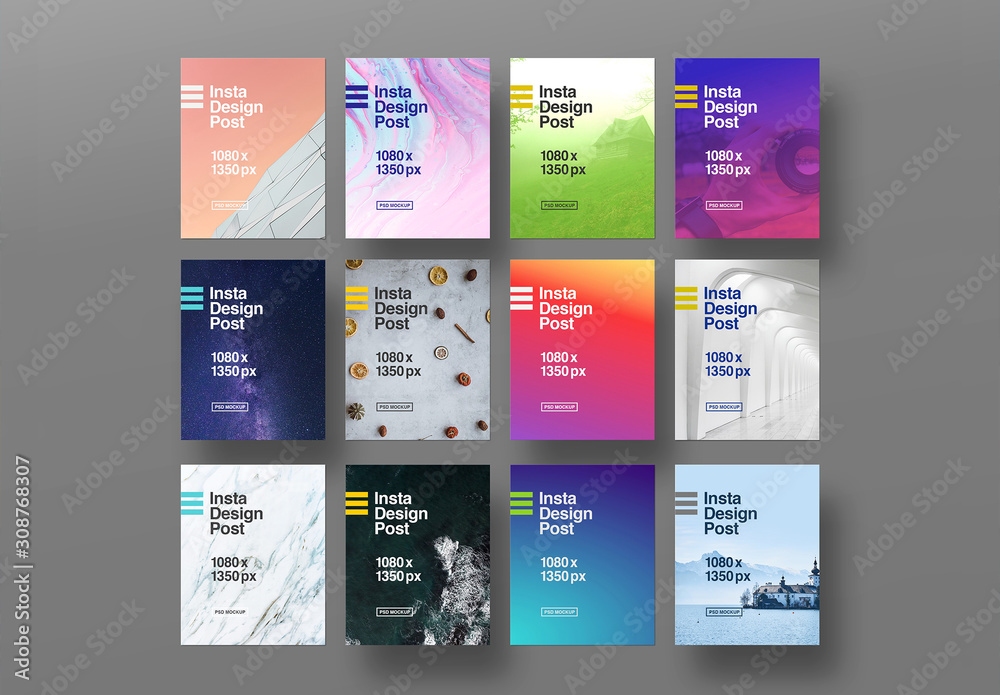 Insta
Design
Post
1080 x
1350 px
PSD MOCKUP
Insta
Design
Post
1080 x
1350 px
PSD MOCKUP
Insta
Design
Post
1080 x
1350 px
PSD MOCKUP
Insta
Design
Post
1080 x
1350 px
PSD MOCKUP
Insta
Design
Post
1080 x
1350 px
PSD MOCKUP
Insta
Design
Post
1080 x
1350 px
PSD MOCKUP
Insta
Design
Post
1080 x
1350 px
PSD MOCKUP
Insta
Design
Post
1080 x
1350 px
PSD MOCKUP
Insta
Design
Post
1080 x
1350 px
PSD MOCKUP
Insta
Design
Post
1080 x
1350 px
PSD MOCKUP
Insta
Design
Post
1080 x
1350 px
PSD MOCKUP
Insta
Design
Post
1080 x
1350 px
PSD MOCKUP
Adobe Stock | #308768307